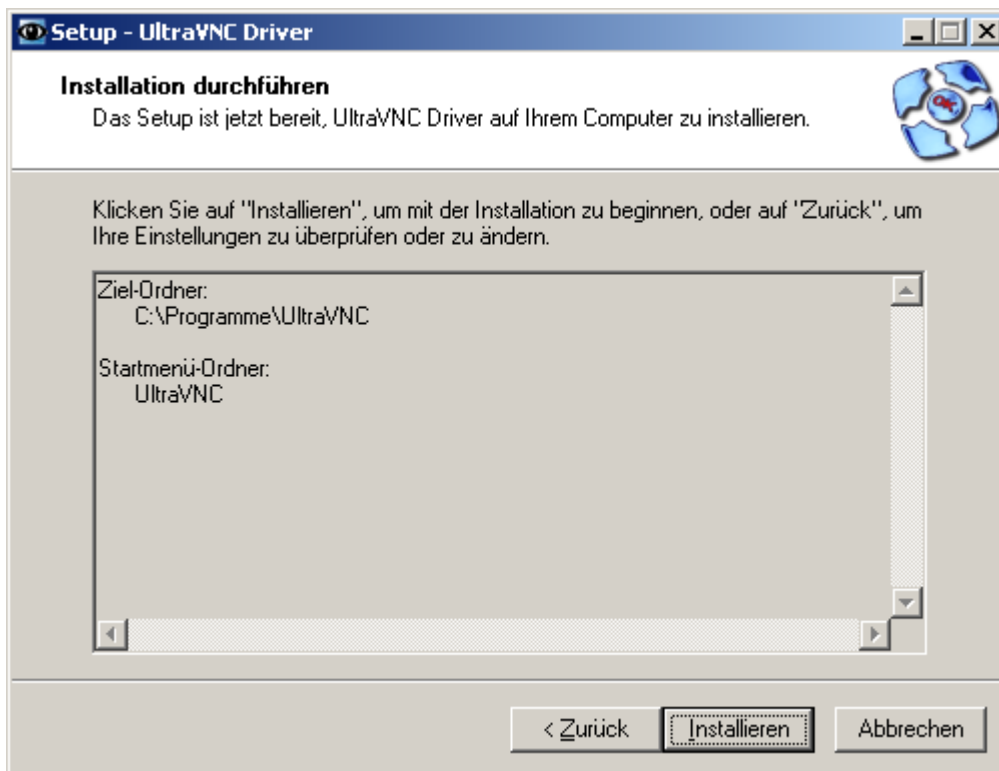 Setup - UltraVNC Driver
Installation durchführen
Das Setup ist jetzt bereit, UltraVNC Driver auf Ihrem Computer zu installieren.
OK
Klicken Sie auf "Installieren", um mit der Installation zu beginnen, oder auf "Zurück", um
Ihre Einstellungen zu überprüfen oder zu ändern.
Ziel-Ordner:
C:\Programme\UltraVNC
Startmenü-Ordner:
UltraVNC
< Zurück
Installieren
Abbrechen